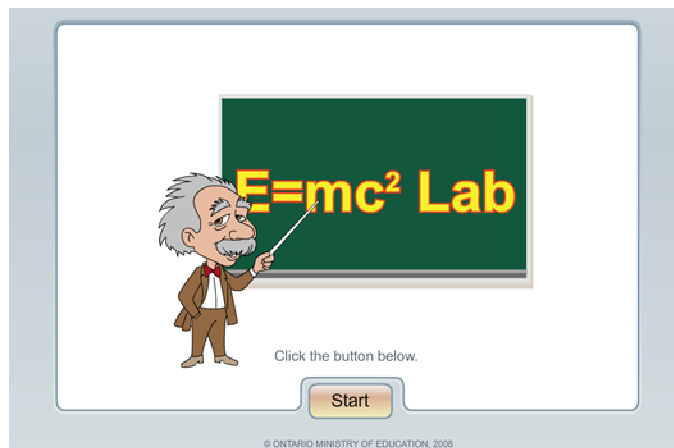 E=mc² Lab
Click the button below.
Start
© ONTARIO MINISTRY OF EDUCATION, 2008